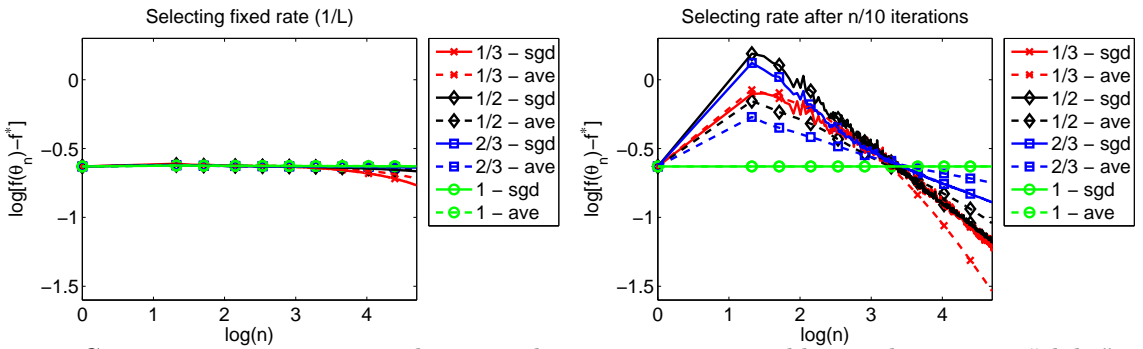 Selecting fixed rate (1/L)
log[f(θn)−f*]
0
−0.5
−1
−1.5
0 1 2 3 4
log(n)
1/3 − sgd
1/3 − ave
1/2 − sgd
1/2 − ave
2/3 − sgd
2/3 − ave
1 − sgd
1 − ave
Selecting rate after n/10 iterations
log[f(θn)−f*]
0
−0.5
−1
−1.5
0 1 2 3 4
log(n)
1/3 − sgd
1/3 − ave
1/2 − sgd
1/2 − ave
2/3 − sgd
2/3 − ave
1 − sgd
1 − ave